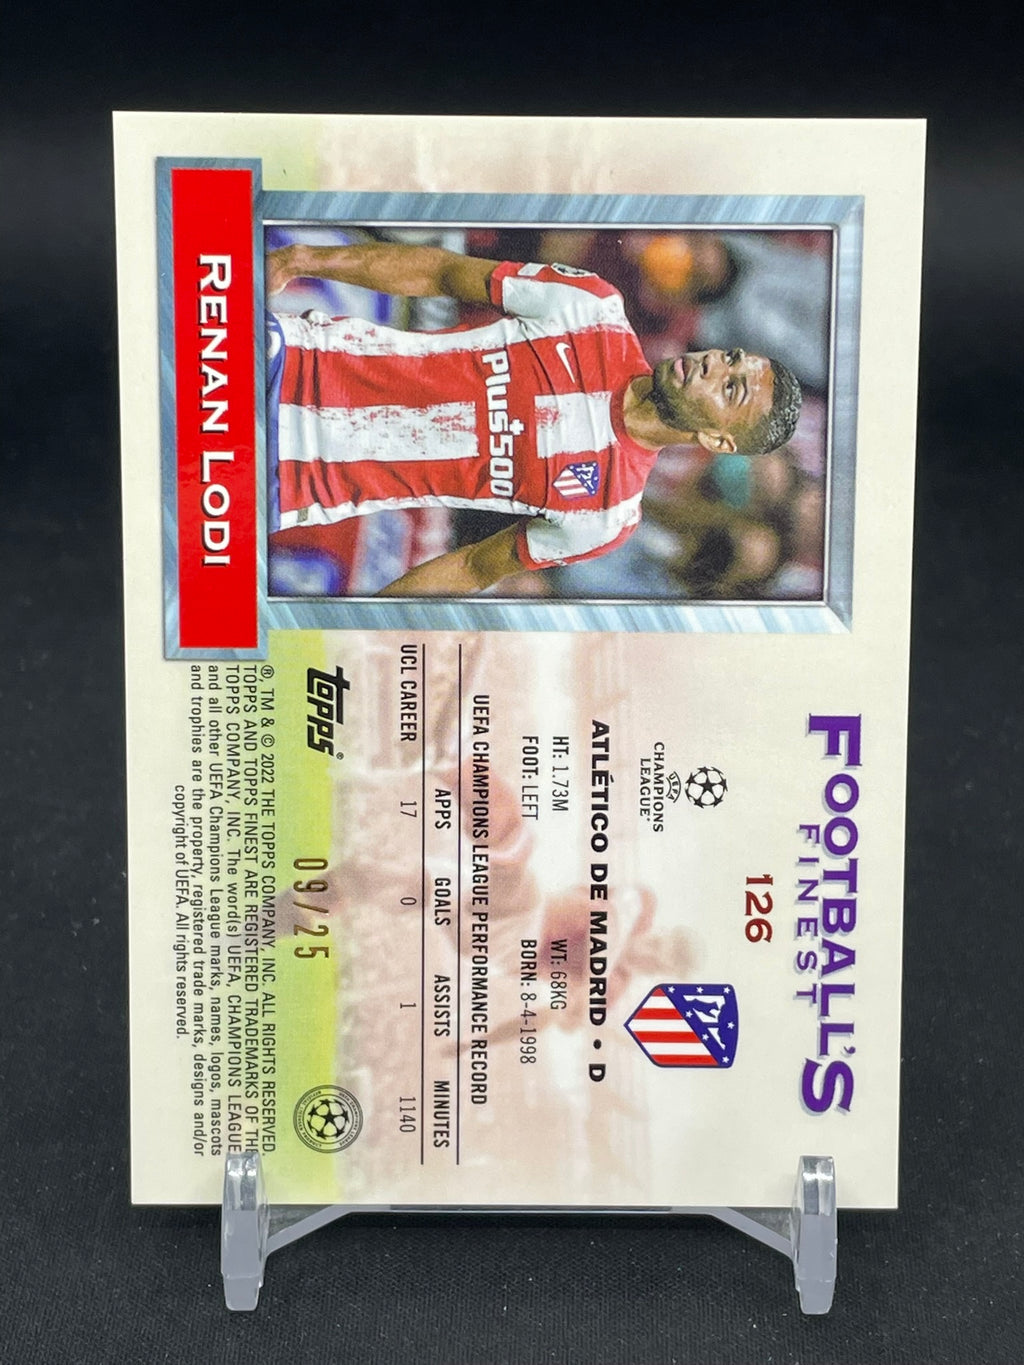 FOOTBALL'S
FINEST
126
UEFA
CHAMPIONS
LEAGUE
ATLÉTICO DE MADRID • D
HT: 1.73M WT: 68KG
FOOT: LEFT BORN: 8-4-1998
UEFA CHAMPIONS LEAGUE PERFORMANCE RECORD
APPS GOALS ASSISTS MINUTES
UCL CAREER 17 0 1 1140
Plus500
RENAN LODI
topps®
09/25
®, TM & © 2022 THE TOPPS COMPANY, INC. ALL RIGHTS RESERVED.
TOPPS AND TOPPS FINEST ARE REGISTERED TRADEMARKS OF THE
TOPPS COMPANY, INC. The word(s) UEFA, CHAMPIONS LEAGUE
and all other UEFA Champions League marks, names, logos, mascots
and trophies are the property, registered trade marks, designs and/or
copyright of UEFA. All rights reserved.